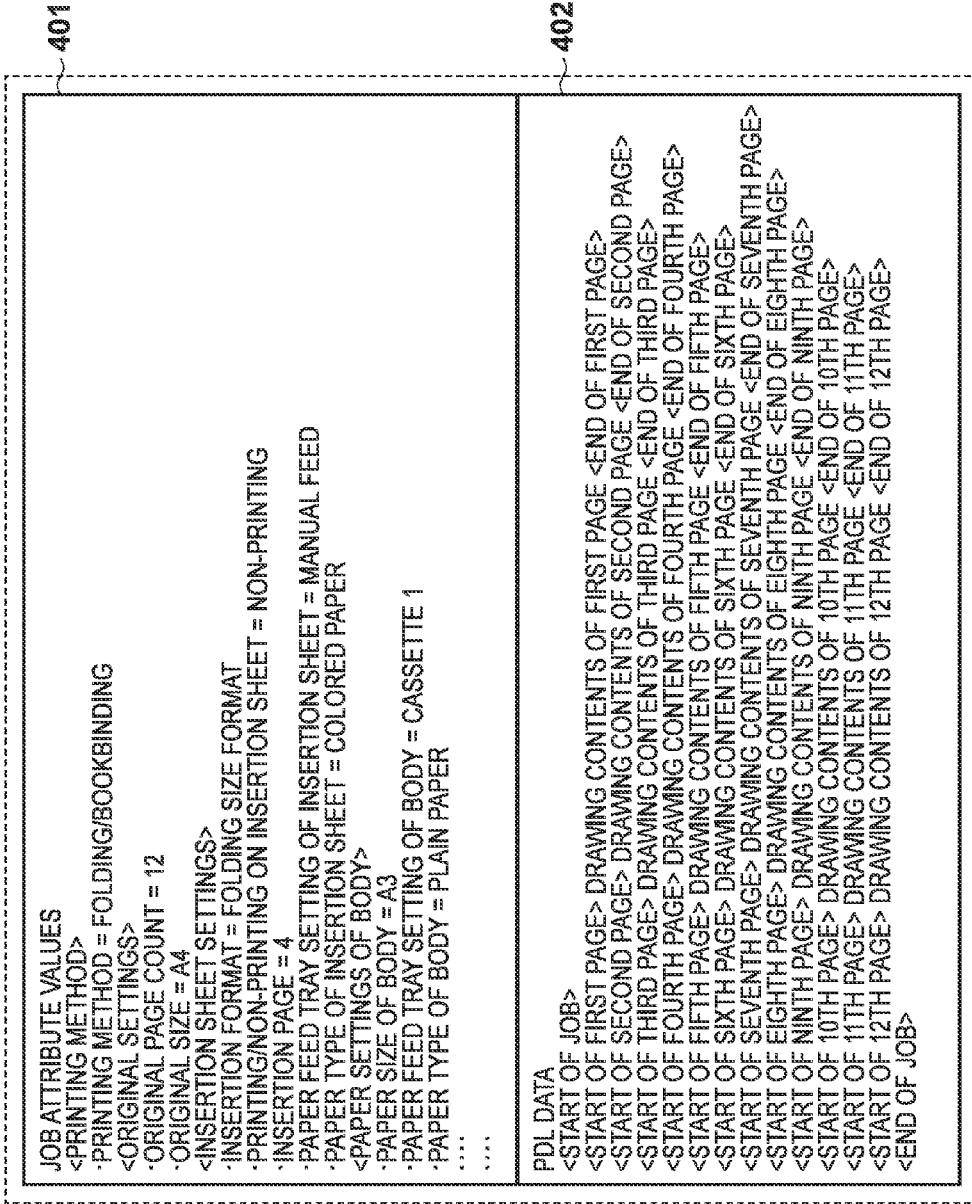 401
JOB ATTRIBUTE VALUES
<PRINTING METHOD>
·PRINTING METHOD = FOLDING/BOOKBINDING
<ORIGINAL SETTINGS>
·ORIGINAL PAGE COUNT = 12
·ORIGINAL SIZE = A4
<INSERTION SHEET SETTINGS>
·INSERTION FORMAT = FOLDING SIZE FORMAT
·PRINTING/NON-PRINTING ON INSERTION SHEET = NON-PRINTING
·INSERTION PAGE = 4
·PAPER FEED TRAY SETTING OF INSERTION SHEET = MANUAL FEED
·PAPER TYPE OF INSERTION SHEET = COLORED PAPER
<PAPER SETTINGS OF BODY>
·PAPER SIZE OF BODY = A3
·PAPER FEED TRAY SETTING OF BODY = CASSETTE 1
·PAPER TYPE OF BODY = PLAIN PAPER
....
....
402
PDL DATA
<START OF JOB>
<START OF FIRST PAGE> DRAWING CONTENTS OF FIRST PAGE <END OF FIRST PAGE>
<START OF SECOND PAGE> DRAWING CONTENTS OF SECOND PAGE <END OF SECOND PAGE>
<START OF THIRD PAGE> DRAWING CONTENTS OF THIRD PAGE <END OF THIRD PAGE>
<START OF FOURTH PAGE> DRAWING CONTENTS OF FOURTH PAGE <END OF FOURTH PAGE>
<START OF FIFTH PAGE> DRAWING CONTENTS OF FIFTH PAGE <END OF FIFTH PAGE>
<START OF SIXTH PAGE> DRAWING CONTENTS OF SIXTH PAGE <END OF SIXTH PAGE>
<START OF SEVENTH PAGE> DRAWING CONTENTS OF SEVENTH PAGE <END OF SEVENTH PAGE>
<START OF EIGHTH PAGE> DRAWING CONTENTS OF EIGHTH PAGE <END OF EIGHTH PAGE>
<START OF NINTH PAGE> DRAWING CONTENTS OF NINTH PAGE <END OF NINTH PAGE>
<START OF 10TH PAGE> DRAWING CONTENTS OF 10TH PAGE <END OF 10TH PAGE>
<START OF 11TH PAGE> DRAWING CONTENTS OF 11TH PAGE <END OF 11TH PAGE>
<START OF 12TH PAGE> DRAWING CONTENTS OF 12TH PAGE <END OF 12TH PAGE>
<END OF JOB>